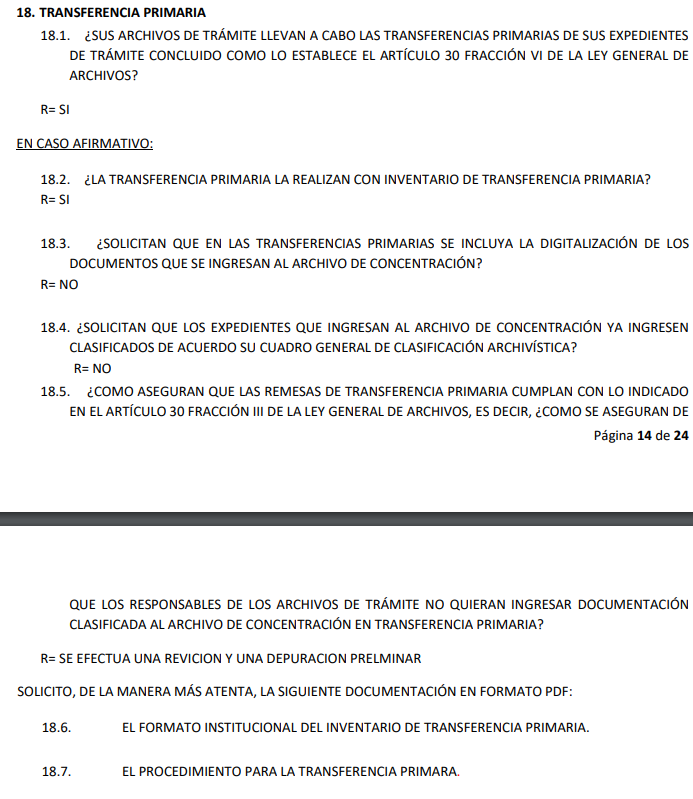 18. TRANSFERENCIA PRIMARIA
18.1. ¿SUS ARCHIVOS DE TRÁMITE LLEVAN A CABO LAS TRANSFERENCIAS PRIMARIAS DE SUS EXPEDIENTES
DE TRÁMITE CONCLUIDO COMO LO ESTABLECE EL ARTÍCULO 30 FRACCIÓN VI DE LA LEY GENERAL DE
ARCHIVOS?
R= SI
EN CASO AFIRMATIVO:
18.2. ¿LA TRANSFERENCIA PRIMARIA LA REALIZAN CON INVENTARIO DE TRANSFERENCIA PRIMARIA?
R= SI
18.3. ¿SOLICITAN QUE EN LAS TRANSFERENCIAS PRIMARIAS SE INCLUYA LA DIGITALIZACIÓN DE LOS
DOCUMENTOS QUE SE INGRESAN AL ARCHIVO DE CONCENTRACIÓN?
R= NO
18.4. ¿SOLICITAN QUE LOS EXPEDIENTES QUE INGRESAN AL ARCHIVO DE CONCENTRACIÓN YA INGRESEN
CLASIFICADOS DE ACUERDO SU CUADRO GENERAL DE CLASIFICACIÓN ARCHIVÍSTICA?
R= NO
18.5. ¿COMO ASEGURAN QUE LAS REMESAS DE TRANSFERENCIA PRIMARIA CUMPLAN CON LO INDICADO
EN EL ARTÍCULO 30 FRACCIÓN III DE LA LEY GENERAL DE ARCHIVOS, ES DECIR, ¿COMO SE ASEGURAN DE
Página 14 de 24
QUE LOS RESPONSABLES DE LOS ARCHIVOS DE TRÁMITE NO QUIERAN INGRESAR DOCUMENTACIÓN
CLASIFICADA AL ARCHIVO DE CONCENTRACIÓN EN TRANSFERENCIA PRIMARIA?
R= SE EFECTUA UNA REVICION Y UNA DEPURACION PRELMINAR
SOLICITO, DE LA MANERA MÁS ATENTA, LA SIGUIENTE DOCUMENTACIÓN EN FORMATO PDF:
18.6. EL FORMATO INSTITUCIONAL DEL INVENTARIO DE TRANSFERENCIA PRIMARIA.
18.7. EL PROCEDIMIENTO PARA LA TRANSFERENCIA PRIMARA.